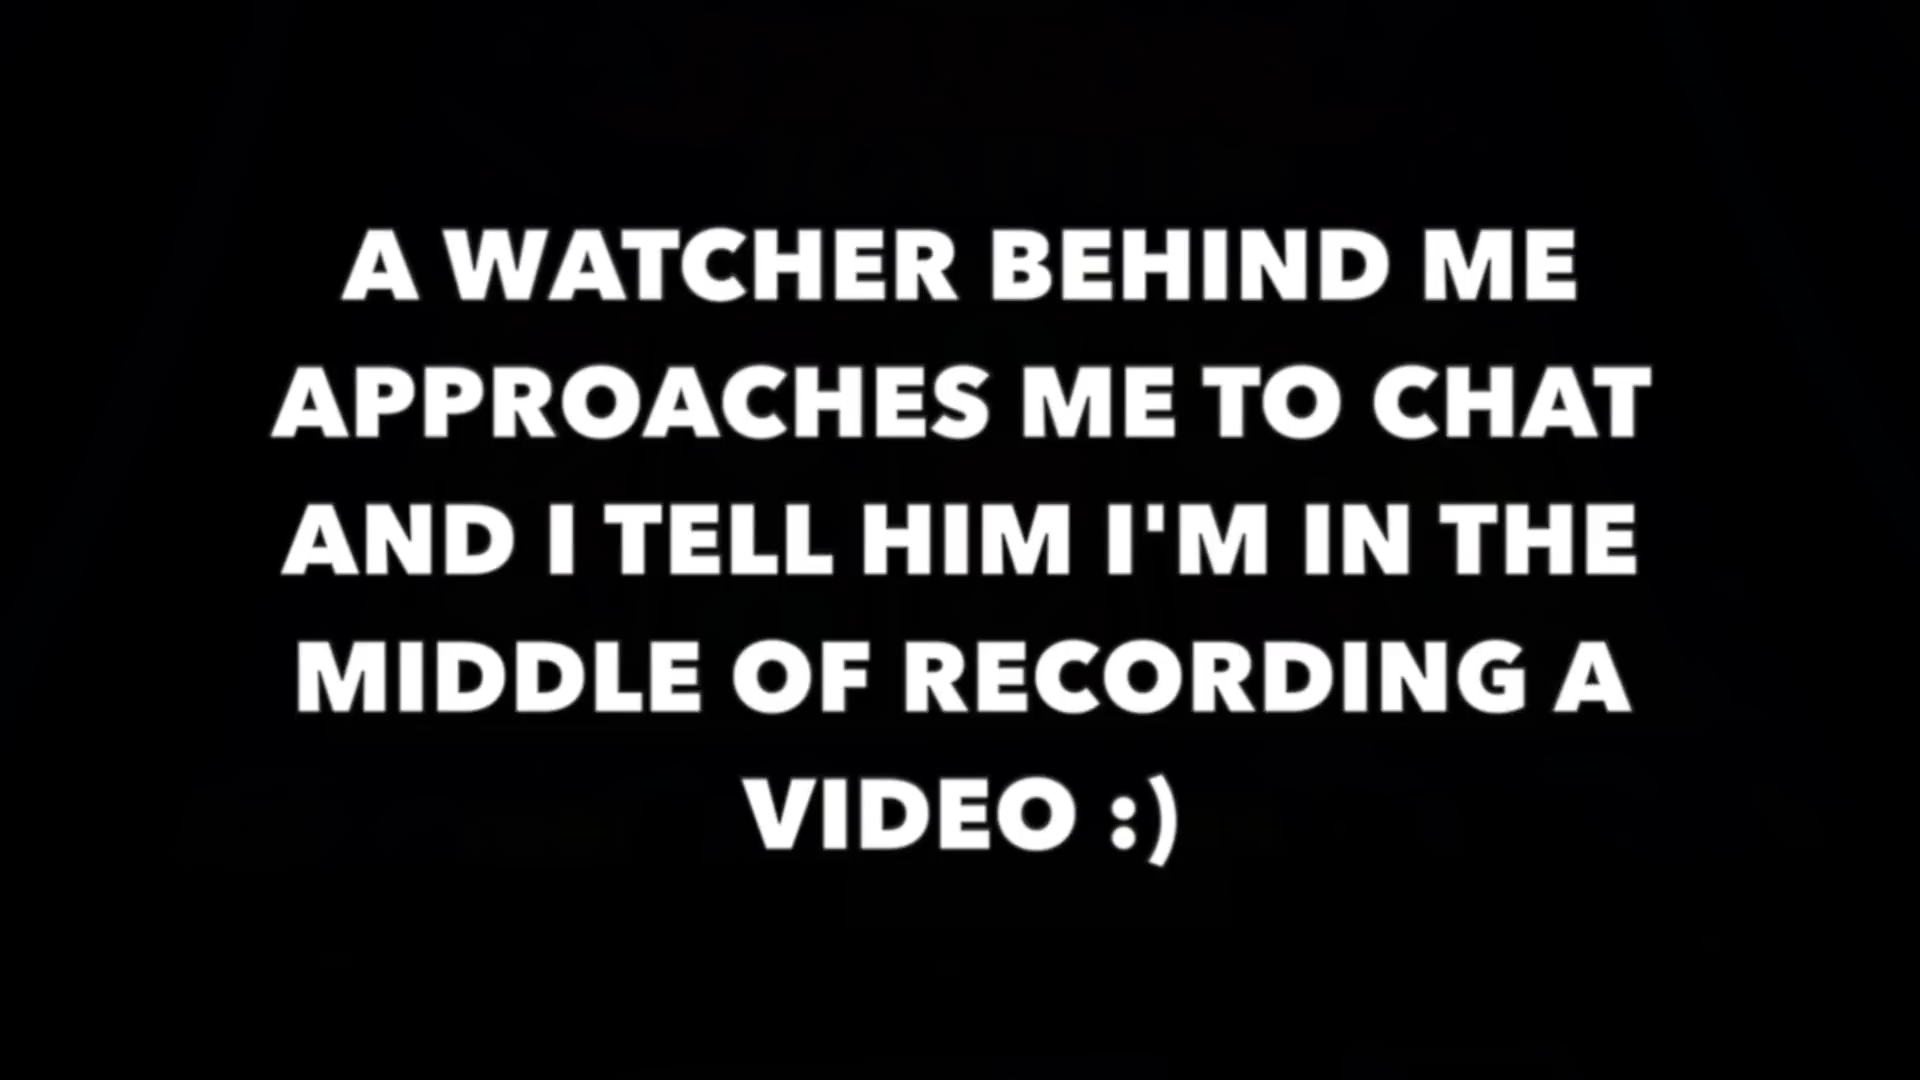 A WATCHER BEHIND ME
APPROACHES ME TO CHAT
AND I TELL HIM I'M IN THE
MIDDLE OF RECORDING A
VIDEO :)